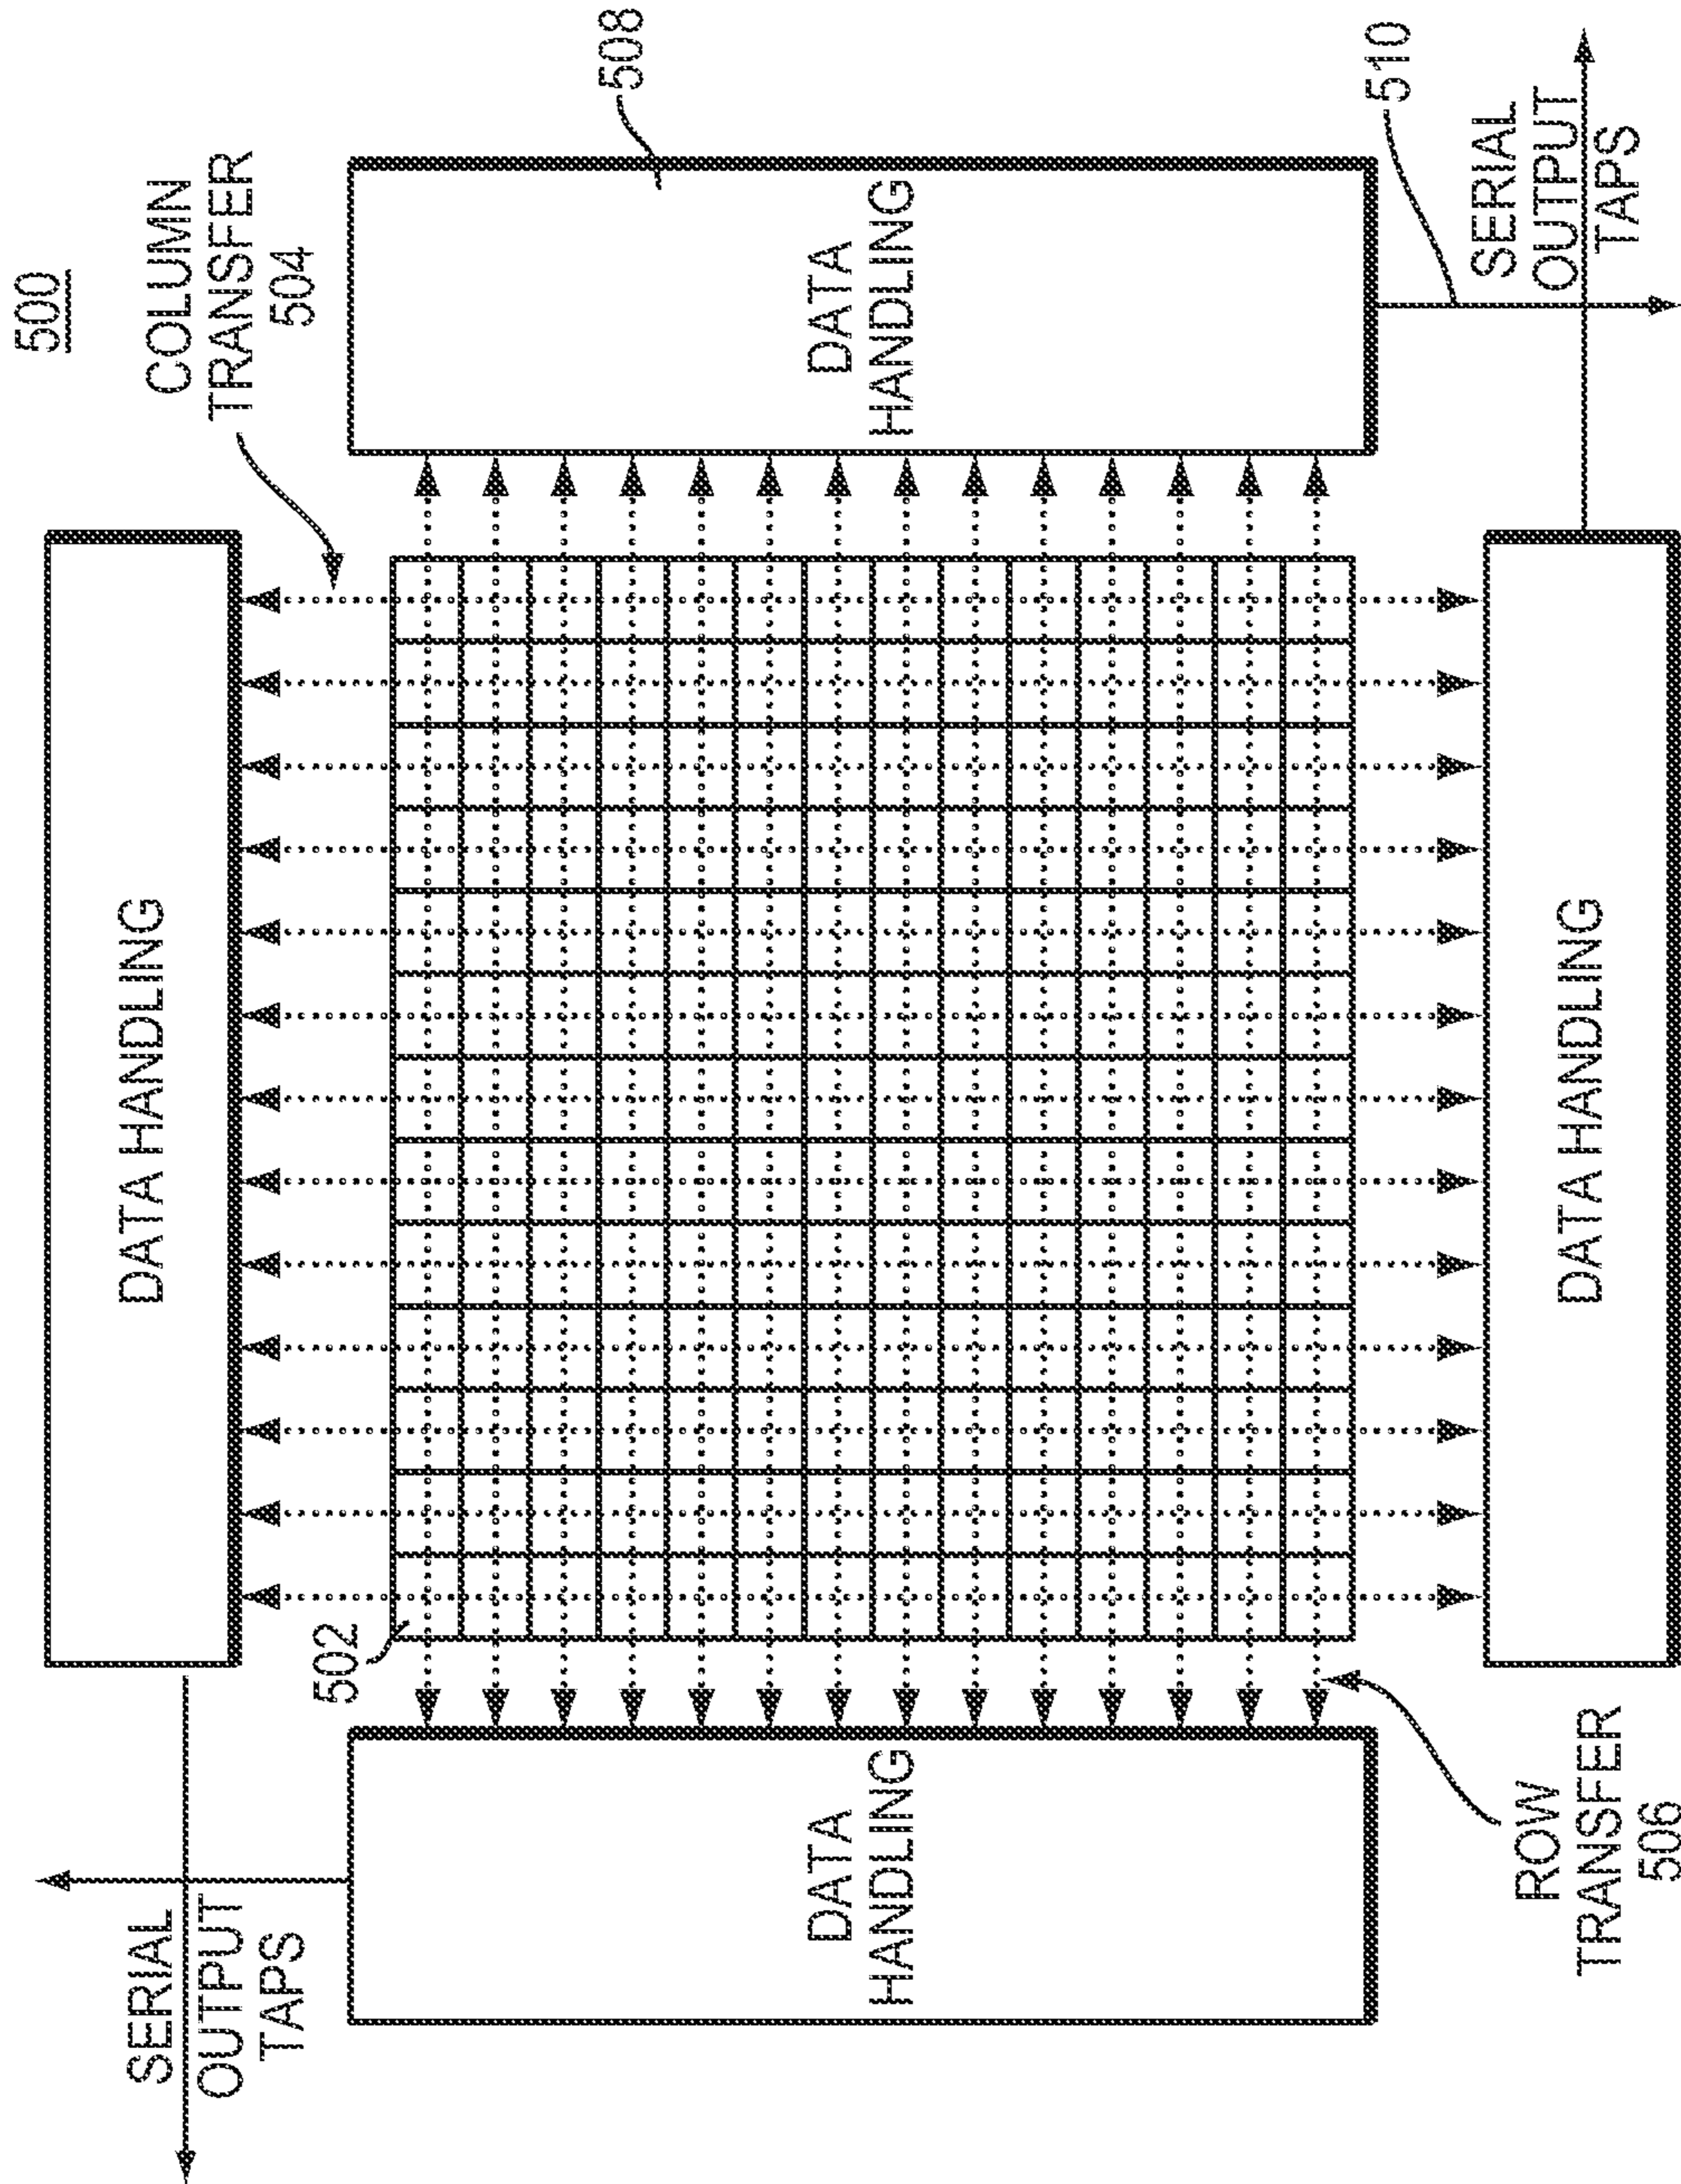 500
SERIAL
OUTPUT
TAPS
DATA HANDLING
COLUMN
TRANSFER
504
502
508
DATA
HANDLING
DATA
HANDLING
510
ROW
TRANSFER
506
DATA HANDLING
SERIAL
OUTPUT
TAPS